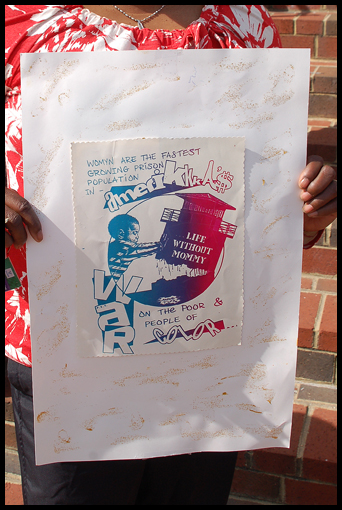 WOMYN ARE THE FASTEST
GROWING PRISON
POPULATION
IN - AmeriKKKA
LIFE
WITHOUT
MOMMY
WAR
ON THE POOR &
PEOPLE OF
COLOR...